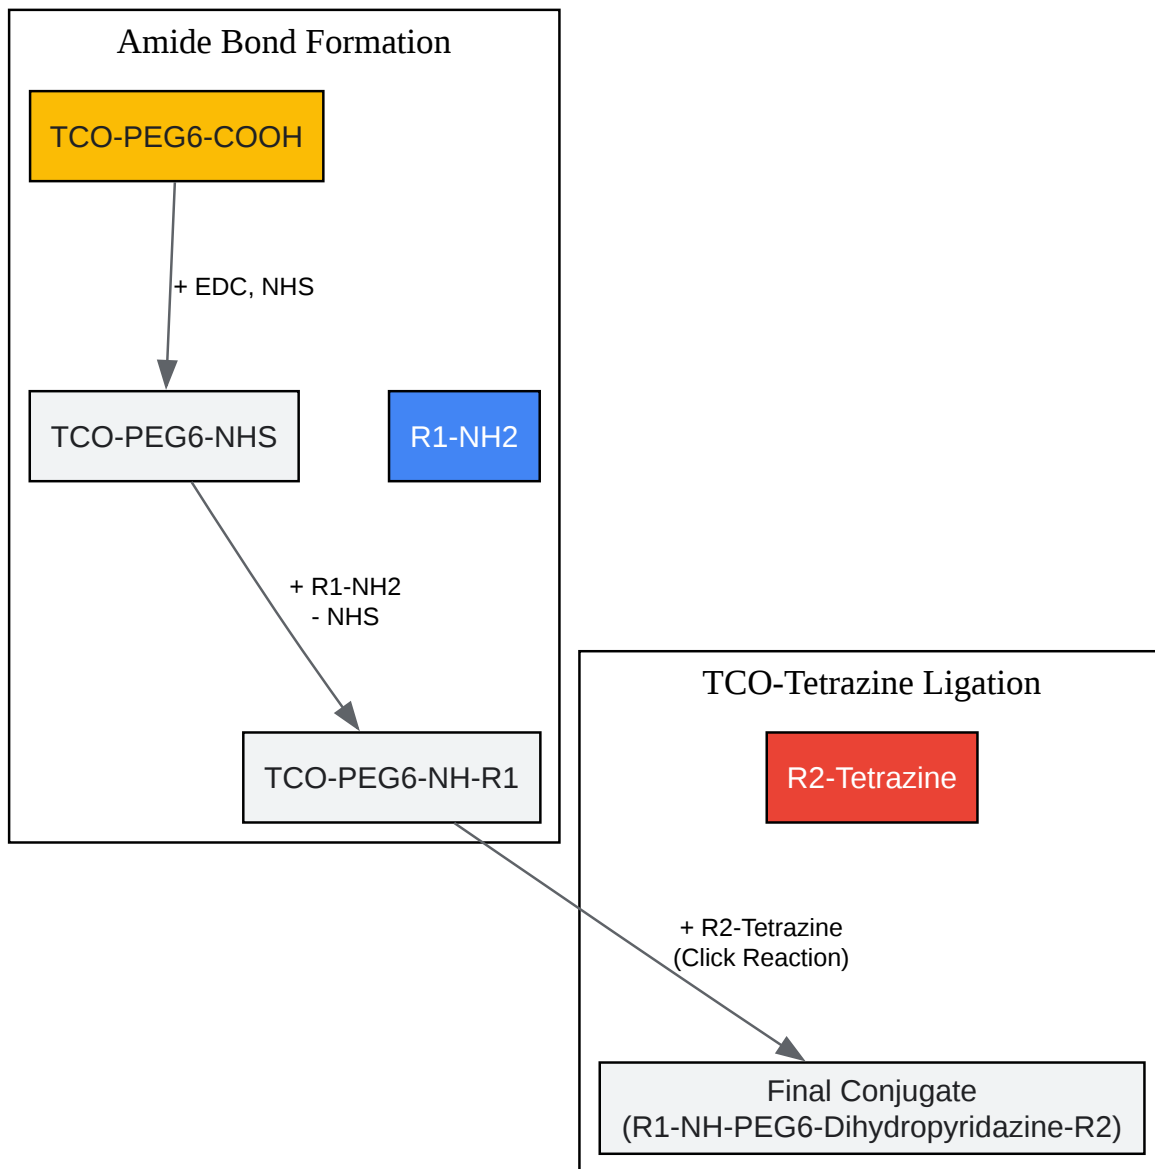 Amide Bond Formation
TCO-PEG6-COOH
+ EDC, NHS
TCO-PEG6-NHS
R1-NH2
+ R1-NH2
- NHS
TCO-PEG6-NH-R1
TCO-Tetrazine Ligation
R2-Tetrazine
+ R2-Tetrazine
(Click Reaction)
Final Conjugate
(R1-NH-PEG6-Dihydropyridazine-R2)